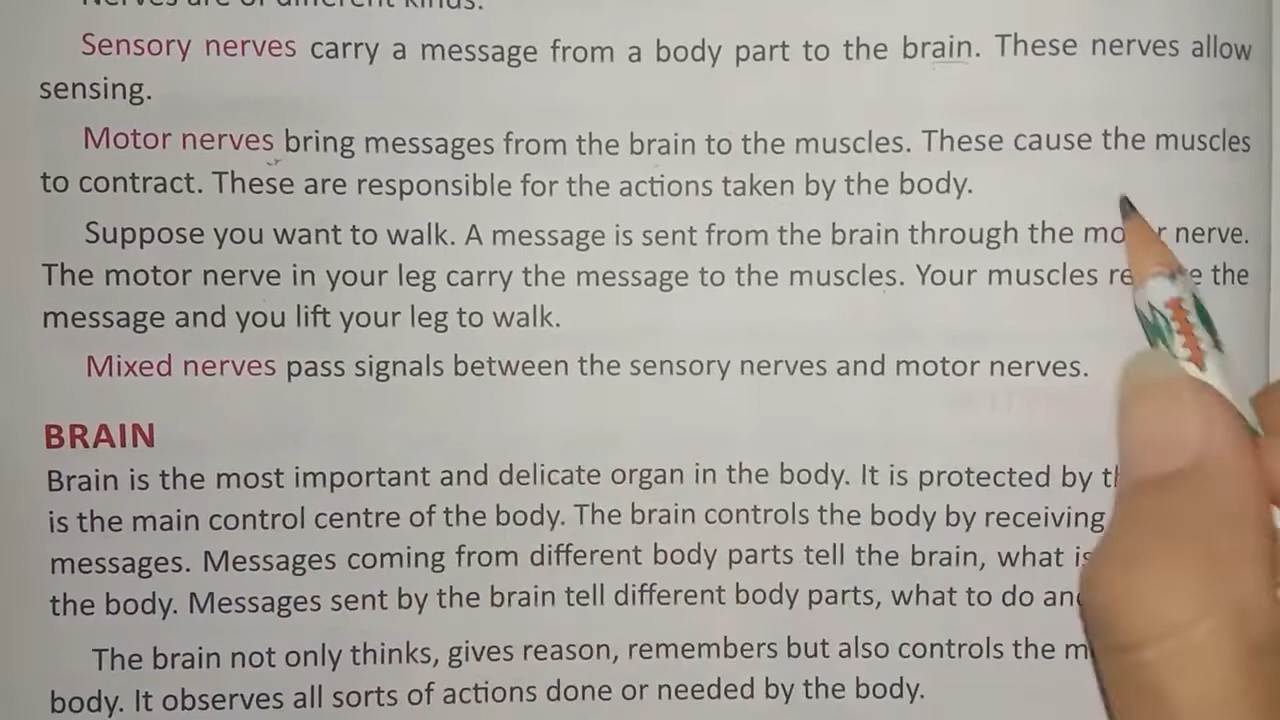 Nerves are of different kinds.
Sensory nerves carry a message from a body part to the brain. These nerves allow
sensing.
Motor nerves bring messages from the brain to the muscles. These cause the muscles
to contract. These are responsible for the actions taken by the body.
Suppose you want to walk. A message is sent from the brain through the nerve.
The motor nerve in your leg carry the message to the muscles. Your muscles the
message and you lift your leg to walk.
Mixed nerves pass signals between the sensory nerves and motor nerves.
BRAIN
Brain is the most important and delicate organ in the body. It is protected by
is the main control centre of the body. The brain controls the body by receiving
messages. Messages coming from different body parts tell the brain, what is
the body. Messages sent by the brain tell different body parts, what to do
The brain not only thinks, gives reason, remembers but also controls the
body. It observes all sorts of actions done or needed by the body.